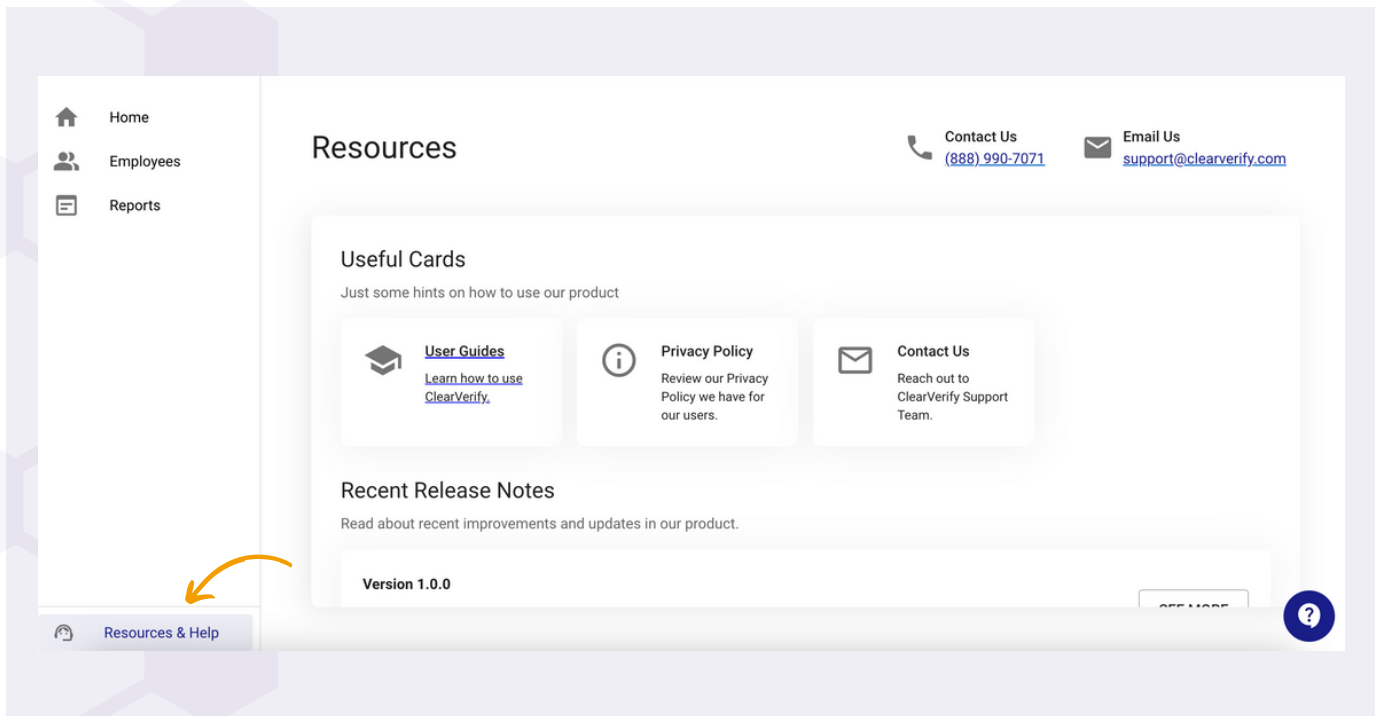 Home
Employees
Reports
Resources & Help
Resources
Contact Us
(888) 990-7071
Email Us
support@clearverify.com
Useful Cards
Just some hints on how to use our product
User Guides
Learn how to use
ClearVerify.
Privacy Policy
Review our Privacy
Policy we have for
our users.
Contact Us
Reach out to
ClearVerify Support
Team.
Recent Release Notes
Read about recent improvements and updates in our product.
Version 1.0.0
SEE MORE